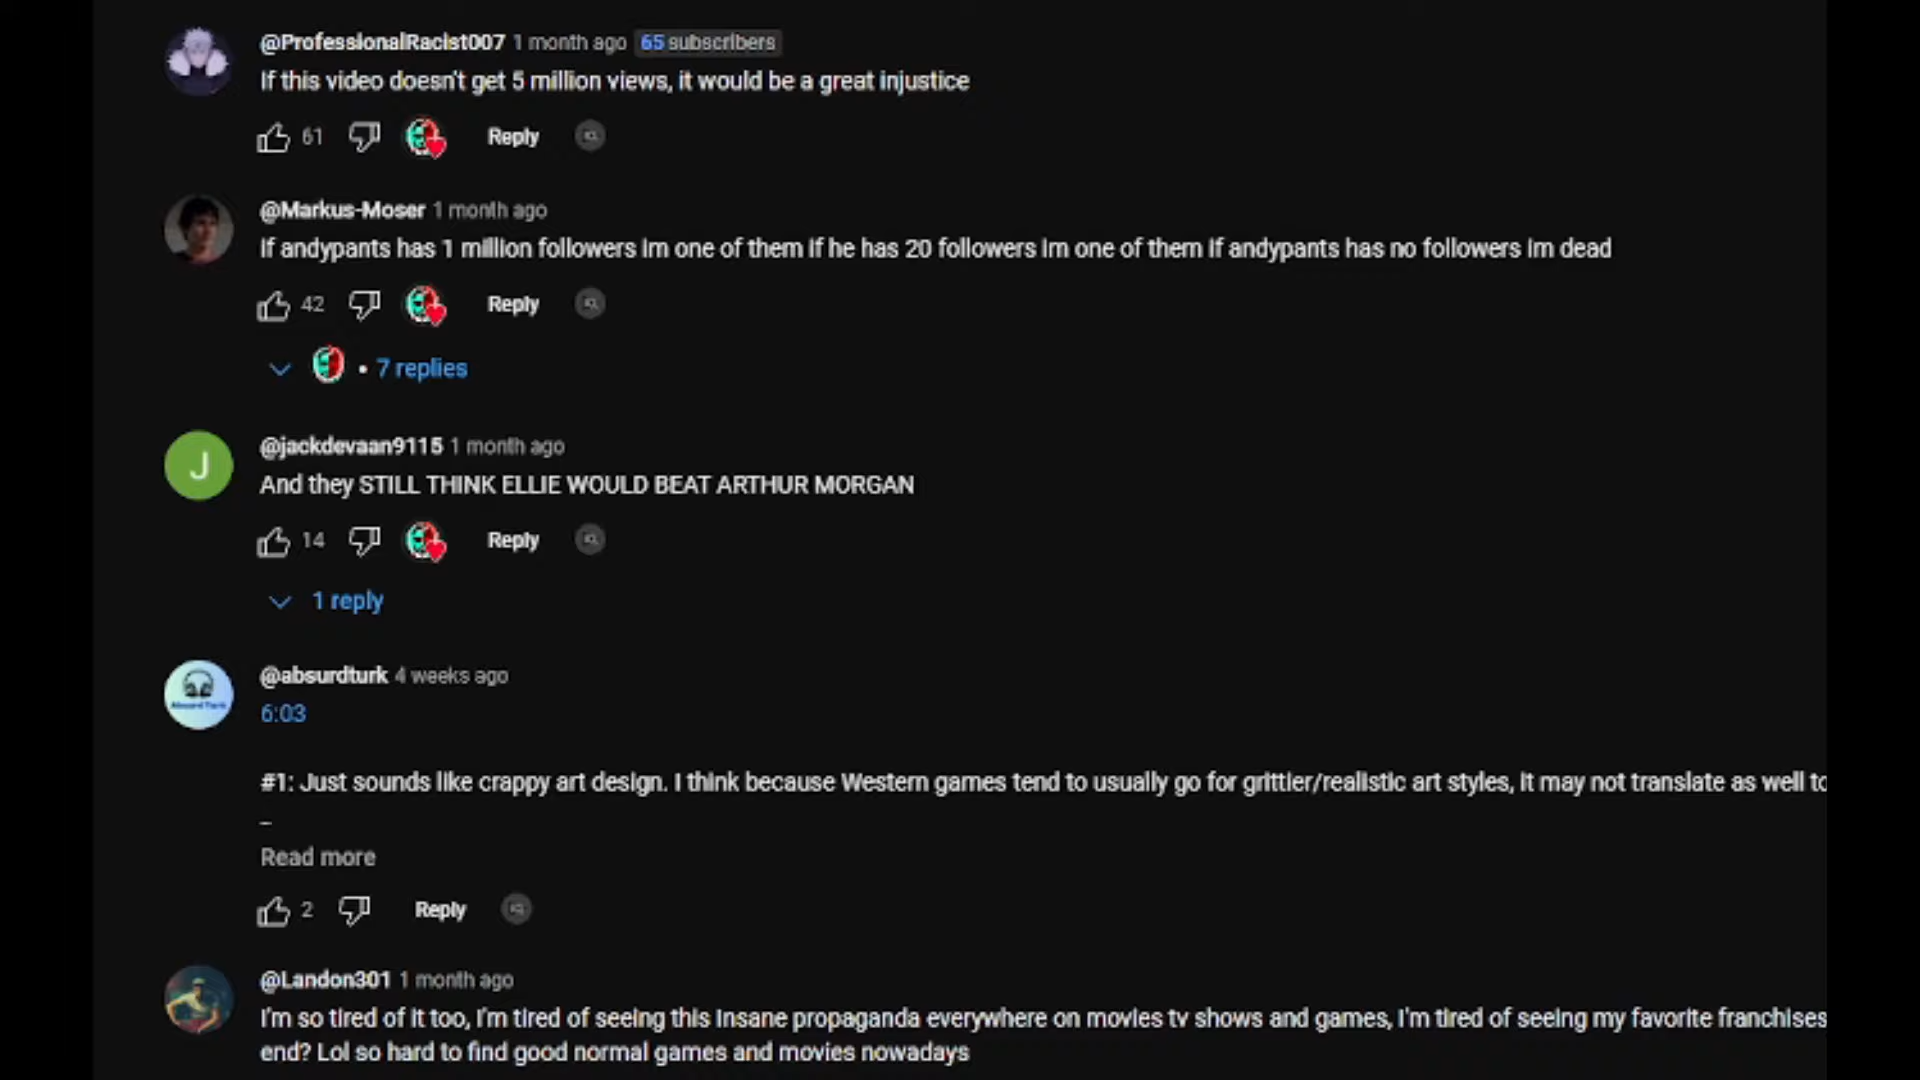 @ProfessionalRacist007 1 month ago 65 subscribers
If this video doesn't get 5 million views, it would be a great injustice
61 Reply
@Markus-Moser 1 month ago
If andypants has 1 million followers im one of them if he has 20 followers im one of them if andypants has no followers im dead
42 Reply
• 7 replies
@jackdevaan9115 1 month ago
And they STILL THINK ELLIE WOULD BEAT ARTHUR MORGAN
14 Reply
1 reply
J
@absurdturk 4 weeks ago
6:03
#1: Just sounds like crappy art design. I think because Western games tend to usually go for grittier/realistic art styles, it may not translate as well to
–
Read more
2 Reply
@Landon301 1 month ago
I'm so tired of it too, I'm tired of seeing this insane propaganda everywhere on movies tv shows and games, I'm tired of seeing my favorite franchises
end? Lol so hard to find good normal games and movies nowadays